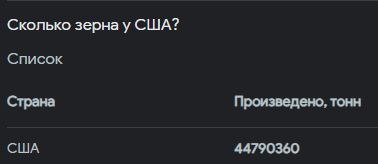 Сколько зерна у США?
Список
Страна Произведено, тонн
США 44790360